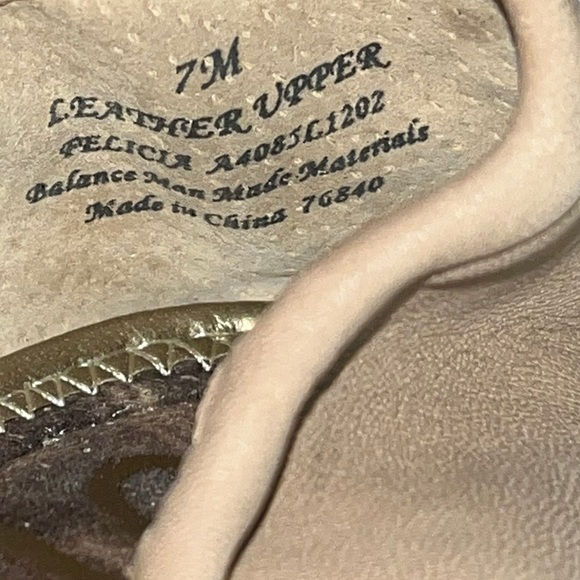 7M
LEATHER UPPER
FELICIA A4085L1202
Balance Man Made Materials
Made in China 76840